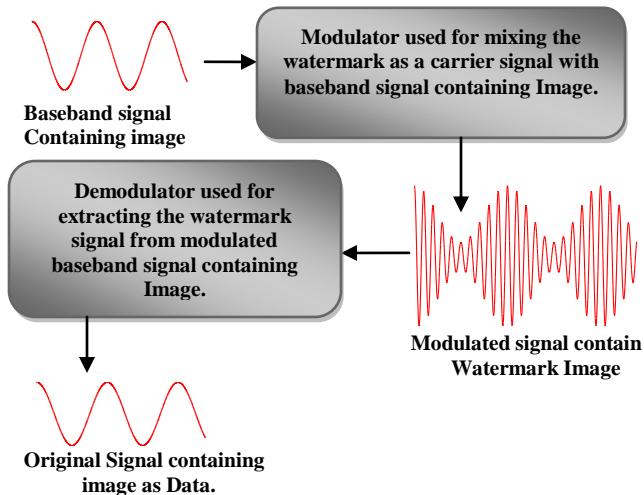 Modulator used for mixing the
watermark as a carrier signal with
baseband signal containing Image.
Baseband signal
Containing image
Demodulator used for
extracting the watermark
signal from modulated
baseband signal containing
Image.
Modulated signal contain
Watermark Image
Original Signal containing
image as Data.